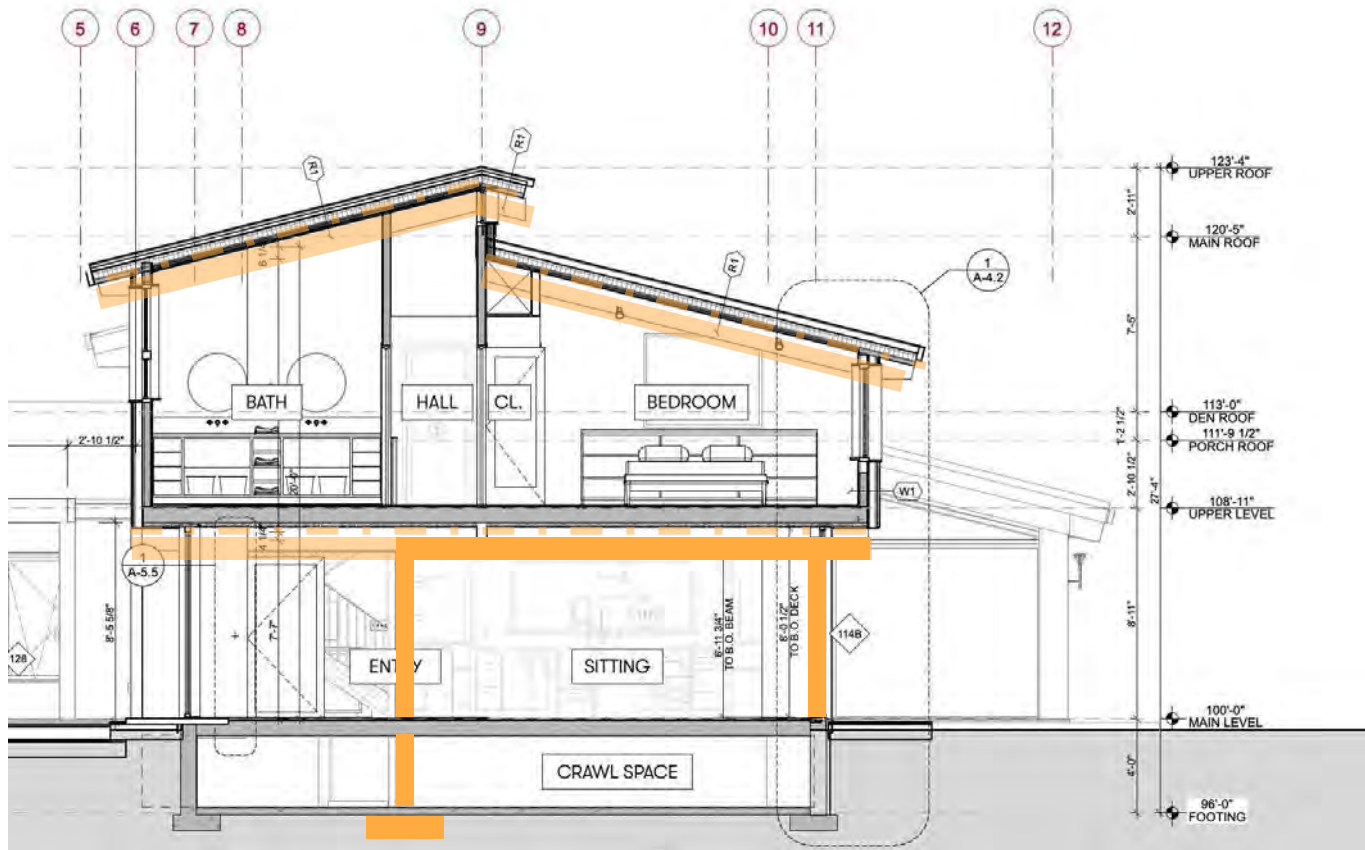 5
6
7
8
9
10
11
12
R1
R1
R1
123'-4"
UPPER ROOF
2'-11"
120'-5"
MAIN ROOF
1
A-4.2
7'-5"
BATH
HALL
CL.
BEDROOM
113'-0"
DEN ROOF
1'-2 1/2"
111'-9 1/2"
PORCH ROOF
2'-10 1/2"
2'-10 1/2"
27'-4"
20'-0"
W1
108'-11"
UPPER LEVEL
1
A-5.5
8'-5 5/8"
7'-7"
6'-11 3/4"
TO B.O. BEAM
8'-0 1/2"
TO B.O. DECK
8'-11"
128
114B
ENTRY
SITTING
100'-0"
MAIN LEVEL
CRAWL SPACE
4'-0"
96'-0"
FOOTING